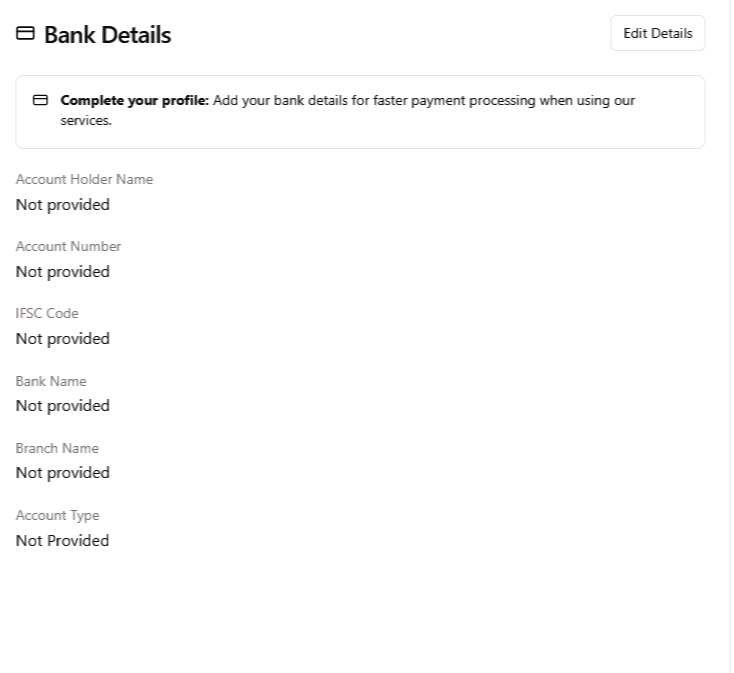 Bank Details
Edit Details
Complete your profile: Add your bank details for faster payment processing when using our
services.
Account Holder Name
Not provided
Account Number
Not provided
IFSC Code
Not provided
Bank Name
Not provided
Branch Name
Not provided
Account Type
Not Provided